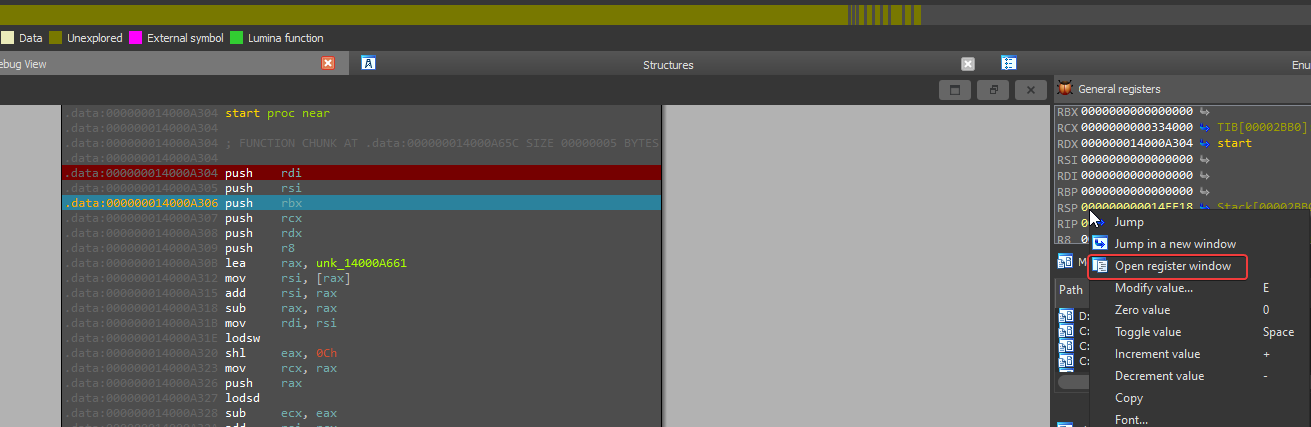 Data Unexplored External symbol Lumina function
ebug View Structures Enu
General registers
.data:000000014000A304 start proc near
.data:000000014000A304
.data:000000014000A304 ; FUNCTION CHUNK AT .data:000000014000A65C SIZE 00000005 BYTES
.data:000000014000A304
.data:000000014000A304 push rdi
.data:000000014000A305 push rsi
.data:000000014000A306 push rbx
.data:000000014000A307 push rcx
.data:000000014000A308 push rdx
.data:000000014000A309 push r8
.data:000000014000A30B lea rax, unk_14000A661
.data:000000014000A312 mov rsi, [rax]
.data:000000014000A315 add rsi, rax
.data:000000014000A318 sub rax, rax
.data:000000014000A31B mov rdi, rsi
.data:000000014000A31E lodsw
.data:000000014000A320 shl eax, 0Ch
.data:000000014000A323 mov rcx, rax
.data:000000014000A326 push rax
.data:000000014000A327 lodsd
.data:000000014000A328 sub ecx, eax
RBX 0000000000000000
RCX 0000000000334000 TIB[00002BB0]
RDX 000000014000A304 start
RSI 0000000000000000
RDI 0000000000000000
RBP 0000000000000000
RSP 000000000014FF18 Stack[00002BB0
RIP 0
R8 0
M
Path
D:
C:
C:
C:
Jump
Jump in a new window
Open register window
Modify value... E
Zero value 0
Toggle value Space
Increment value +
Decrement value -
Copy
Font...